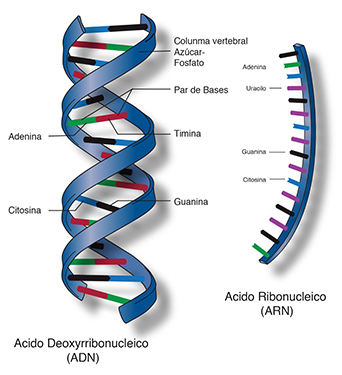 Colunma vertebral
Azúcar-
Fosfato
Par de Bases
Adenina
Timina
Citosina
Guanina
Acido Deoxyrribonucleico
(ADN)
Adenina
Uracilo
Guanina
Citosina
Acido Ribonucleico
(ARN)